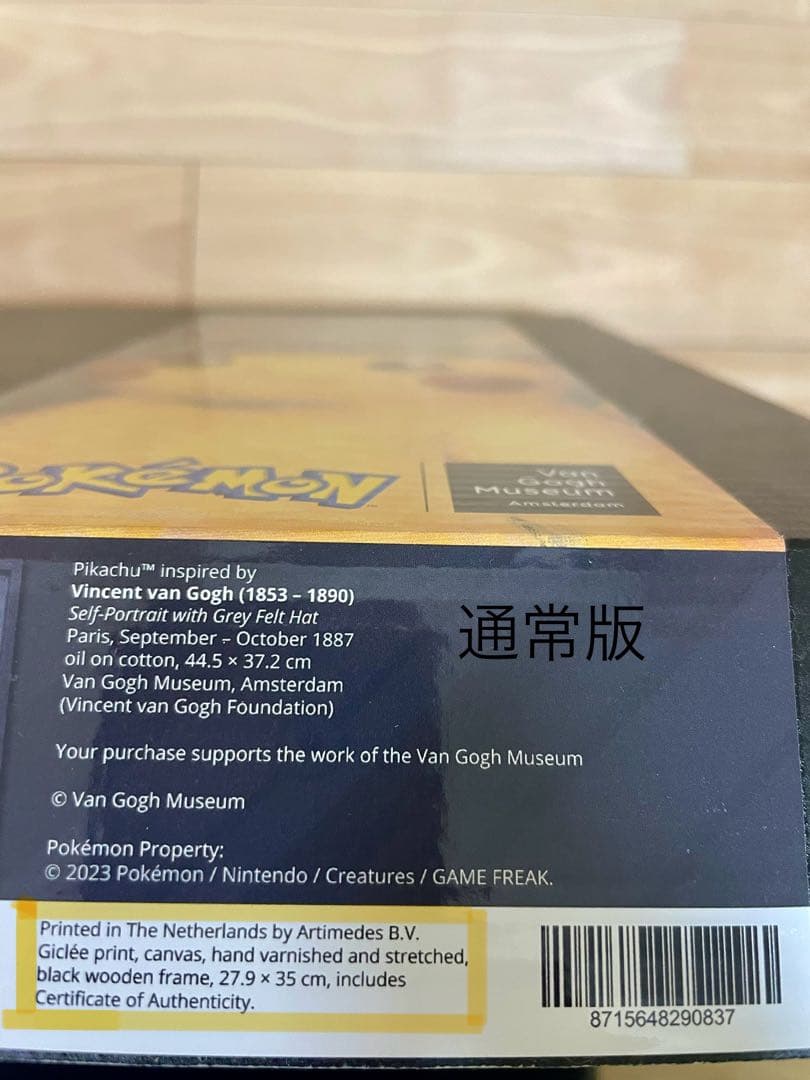 POKÉMON
Van
Gogh
Museum
Amsterdam
Pikachu™ inspired by
Vincent van Gogh (1853 – 1890)
Self-Portrait with Grey Felt Hat
Paris, September – October 1887
oil on cotton, 44.5 × 37.2 cm
Van Gogh Museum, Amsterdam
(Vincent van Gogh Foundation)
通常版
Your purchase supports the work of the Van Gogh Museum
© Van Gogh Museum
Pokémon Property:
© 2023 Pokémon / Nintendo / Creatures / GAME FREAK.
Printed in The Netherlands by Artimedes B.V.
Giclée print, canvas, hand varnished and stretched,
black wooden frame, 27.9 × 35 cm, includes
Certificate of Authenticity.
8715648290837